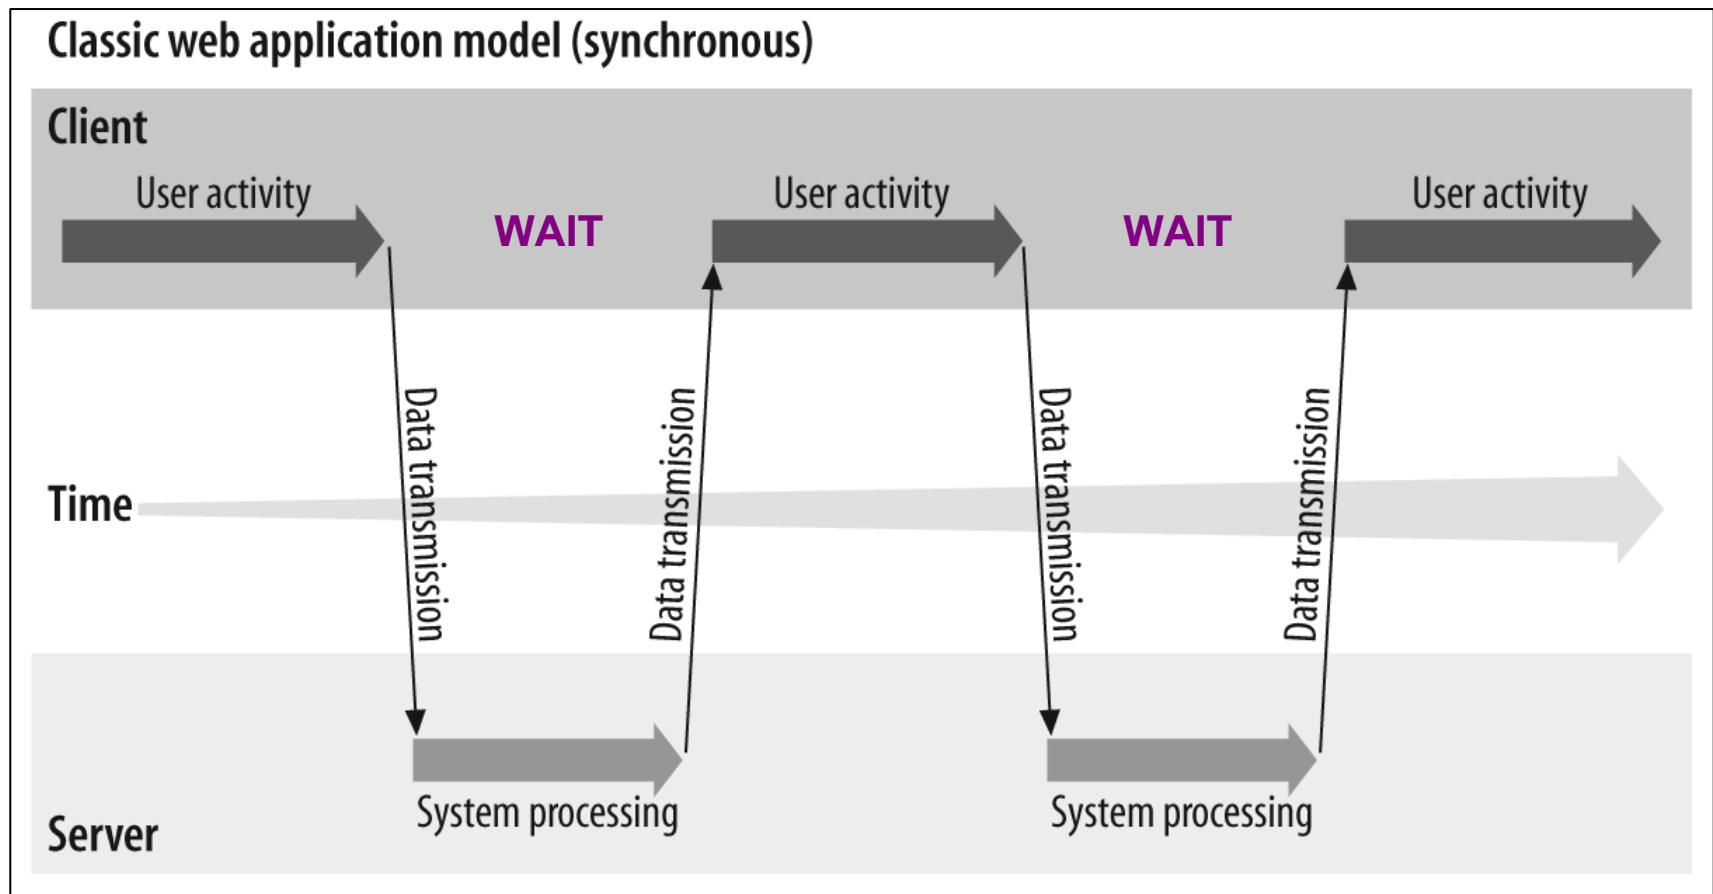 Classic web application model (synchronous)
Client
User activity
WAIT
User activity
WAIT
User activity
Data transmission
Data transmission
Data transmission
Data transmission
Time
System processing
System processing
Server